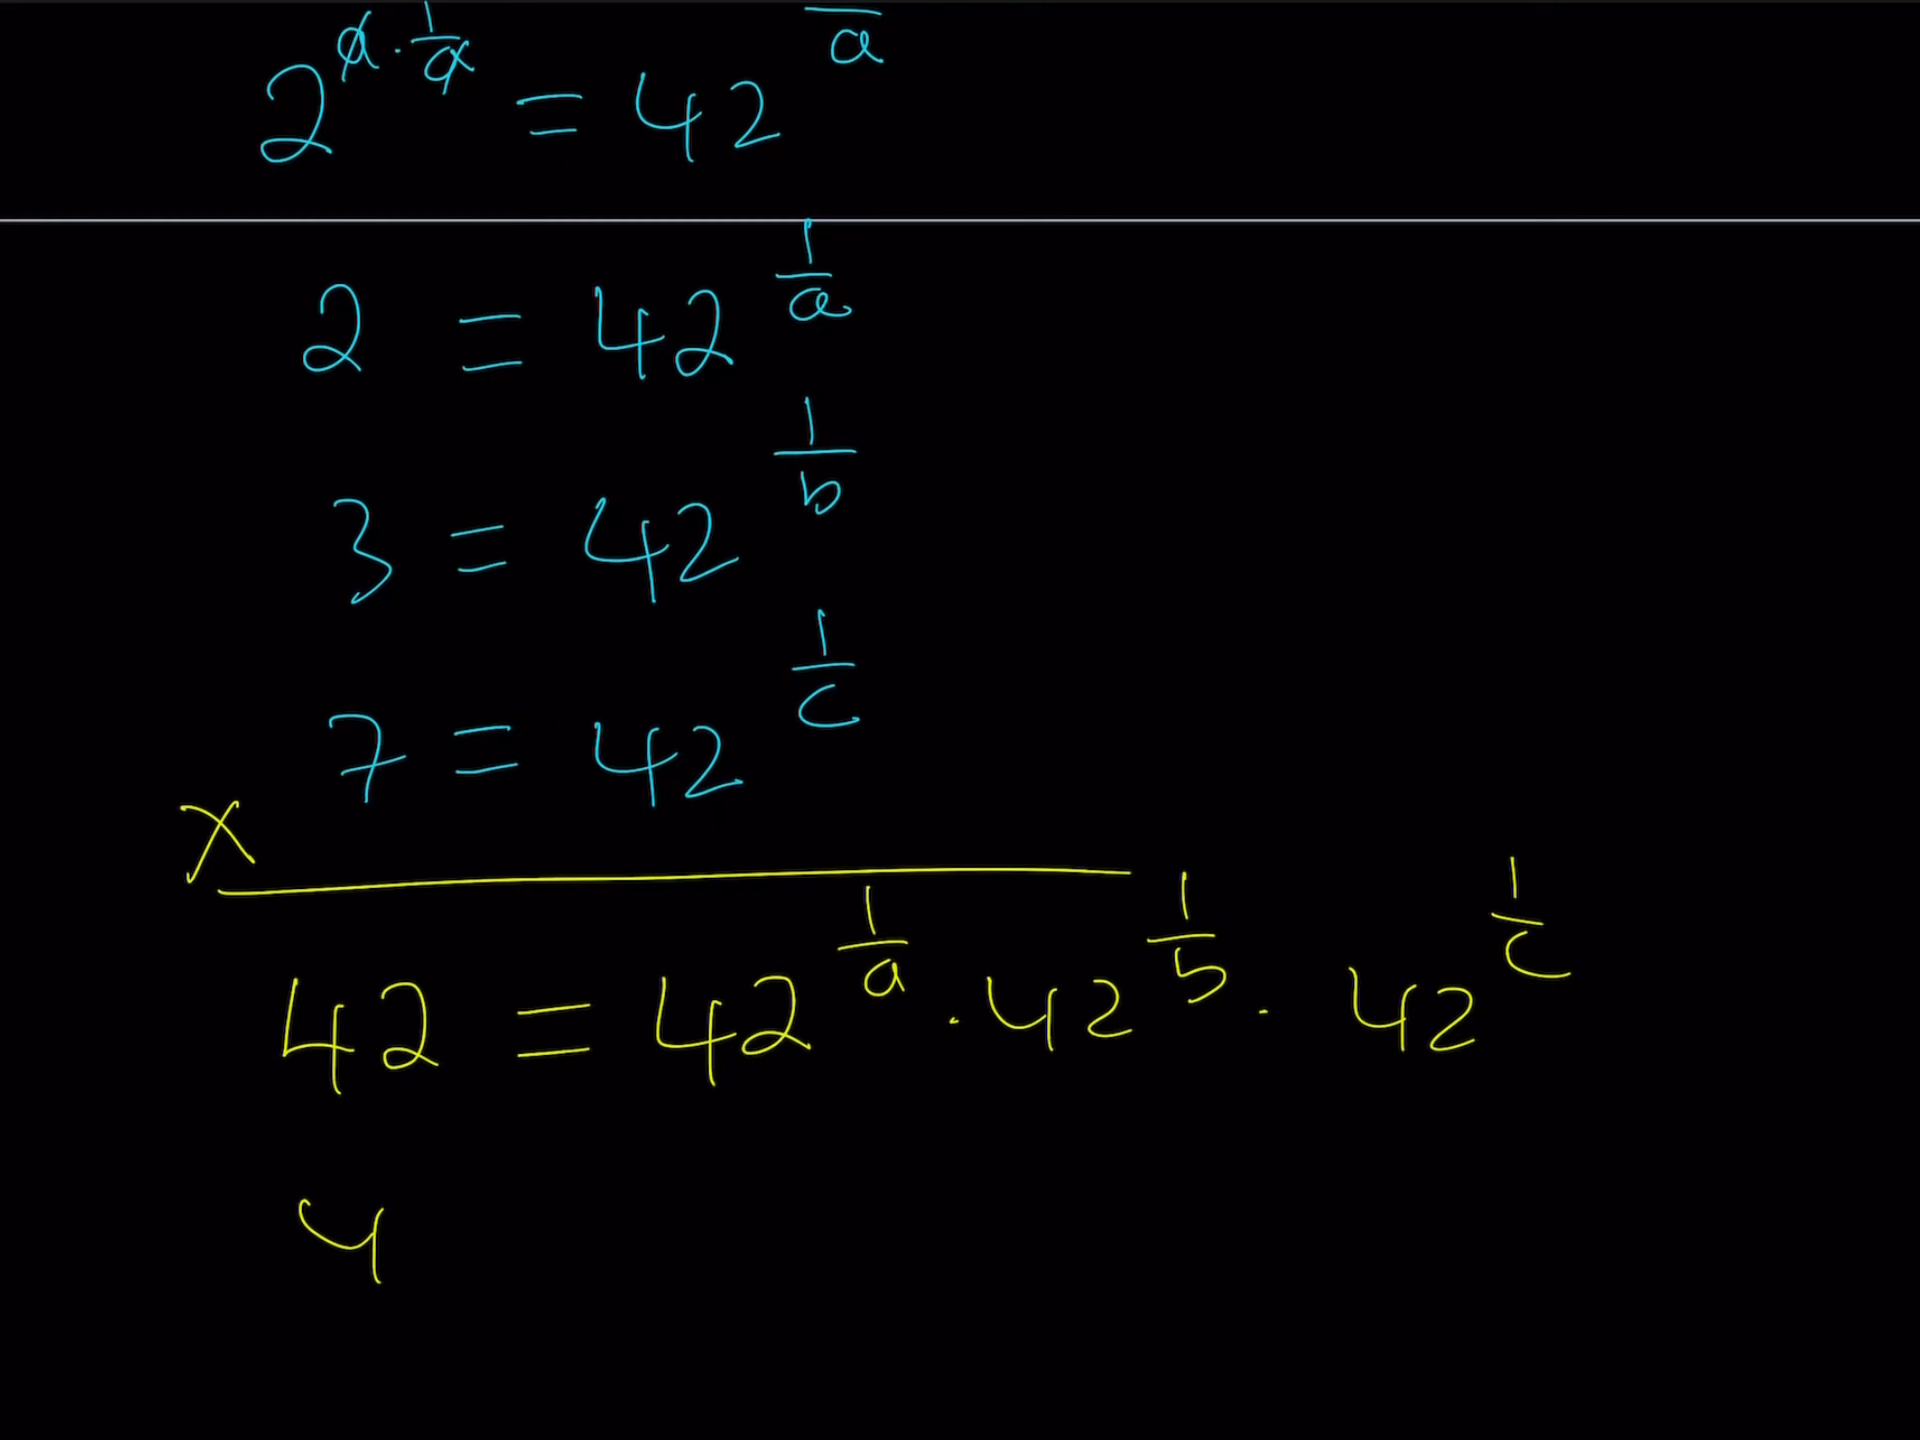 2^{a · 1/a} = 42^{1/a}
2 = 42^{1/a}
3 = 42^{1/b}
7 = 42^{1/c}
x
42 = 42^{1/a} · 42^{1/b} · 42^{1/c}
4